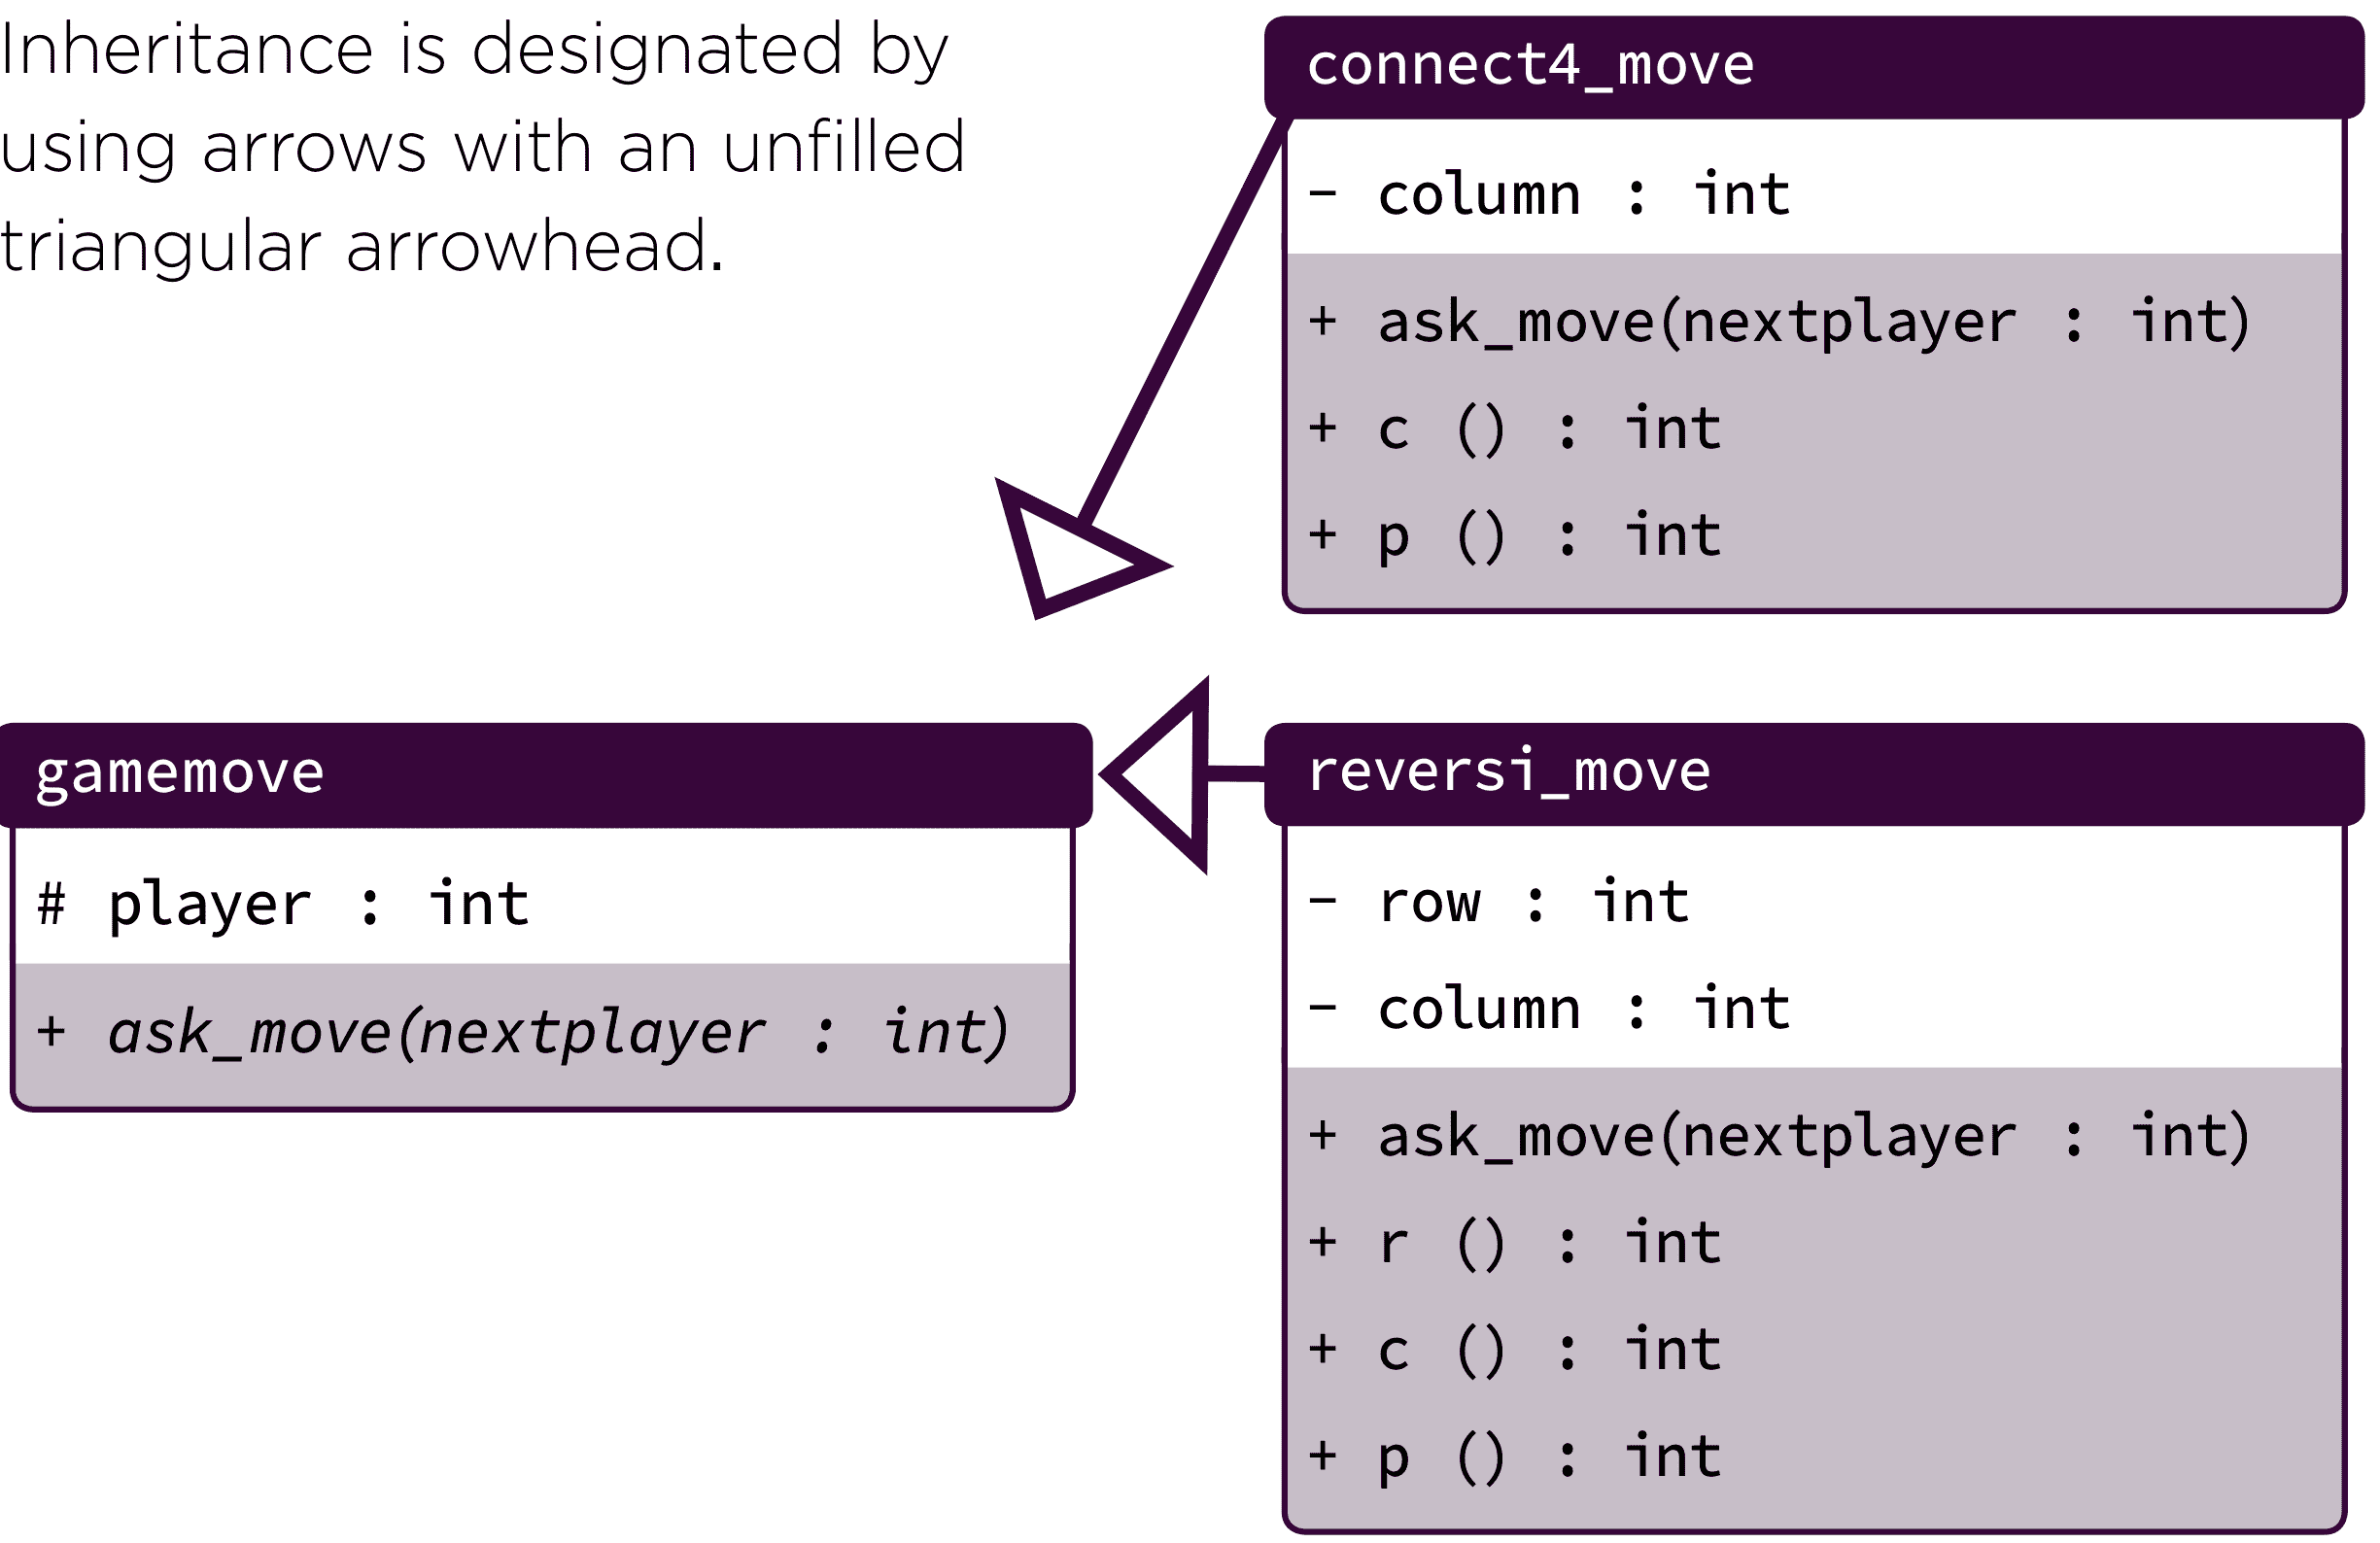 Inheritance is designated by
using arrows with an unfilled
triangular arrowhead.
connect4_move
- column : int
+ ask_move(nextplayer : int)
+ c () : int
+ p () : int
gamemove
# player : int
+ ask_move(nextplayer : int)
reversi_move
- row : int
- column : int
+ ask_move(nextplayer : int)
+ r () : int
+ c () : int
+ p () : int